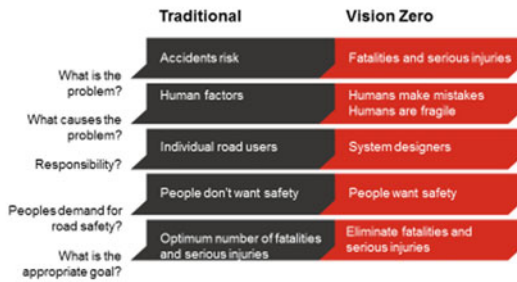 Traditional Vision Zero
Accidents risk Fatalities and serious injuries
What is the
problem?
Human factors Humans make mistakes
Humans are fragile
What causes the
problem?
Individual road users System designers
Responsibility?
People don't want safety People want safety
Peoples demand for
road safety?
Optimum number of fatalities
and serious injuries
Eliminate fatalities and
serious injuries
What is the
appropriate goal?